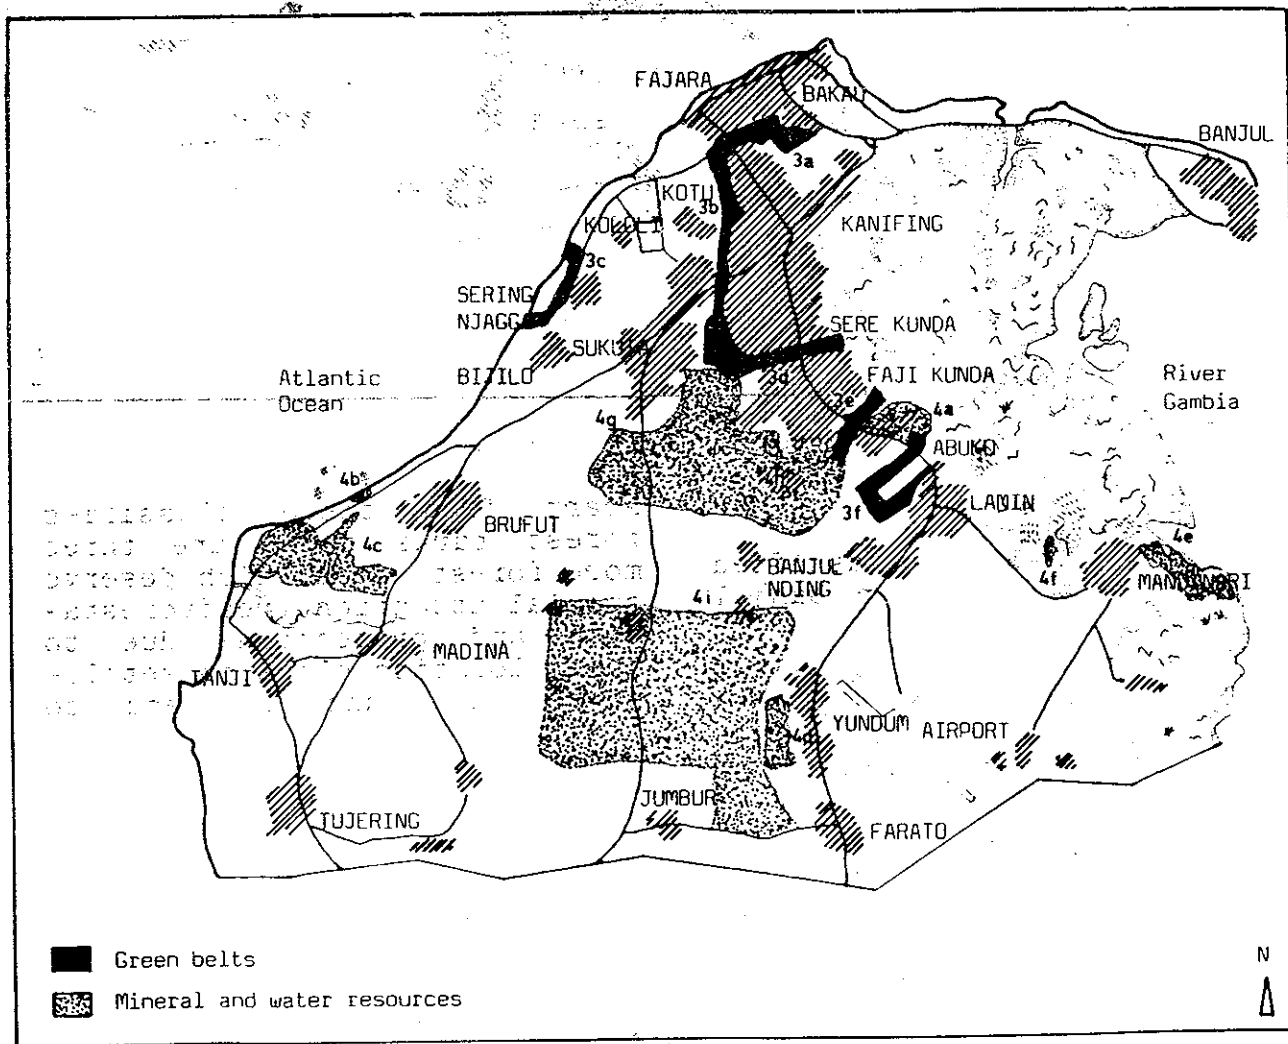 FAJARA
BAKAU
BANJUL
3a
KOTU
3b
KOLOLI
KANIFING
3c
SERING
NJAGGA
SERE KUNDA
SUKUTA
BIJILO
3d
FAJI KUNDA
Atlantic
Ocean
River
Gambia
3e
4a
4g
ABUKO
4b
LAMIN
3f
BRUFUT
4c
4e
BANJUL
NDING
4f
MANDINARI
4i
MADINA
TANJI
YUNDUM AIRPORT
JUMBUR
TUJERING
FARATO
Green belts
Mineral and water resources
N